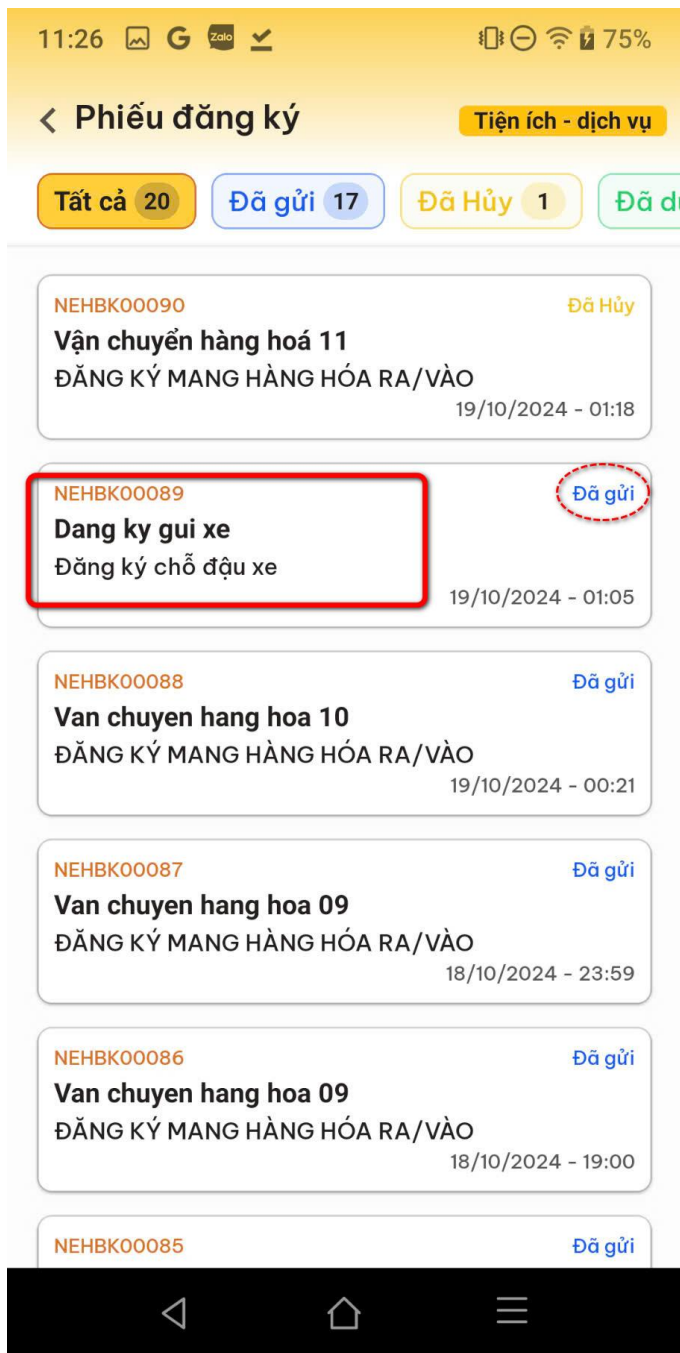 11:26 G Zalo 75%
Phiếu đăng ký
Tiện ích - dịch vụ
Tất cả 20 Đã gửi 17 Đã Hủy 1 Đã
NEHBK00090 Đã Hủy
Vận chuyển hàng hoá 11
ĐĂNG KÝ MANG HÀNG HÓA RA/VÀO
19/10/2024 - 01:18
NEHBK00089 Đã gửi
Dang ky gui xe
Đăng ký chỗ đậu xe
19/10/2024 - 01:05
NEHBK00088 Đã gửi
Van chuyen hang hoa 10
ĐĂNG KÝ MANG HÀNG HÓA RA/VÀO
19/10/2024 - 00:21
NEHBK00087 Đã gửi
Van chuyen hang hoa 09
ĐĂNG KÝ MANG HÀNG HÓA RA/VÀO
18/10/2024 - 23:59
NEHBK00086 Đã gửi
Van chuyen hang hoa 09
ĐĂNG KÝ MANG HÀNG HÓA RA/VÀO
18/10/2024 - 19:00
NEHBK00085 Đã gửi